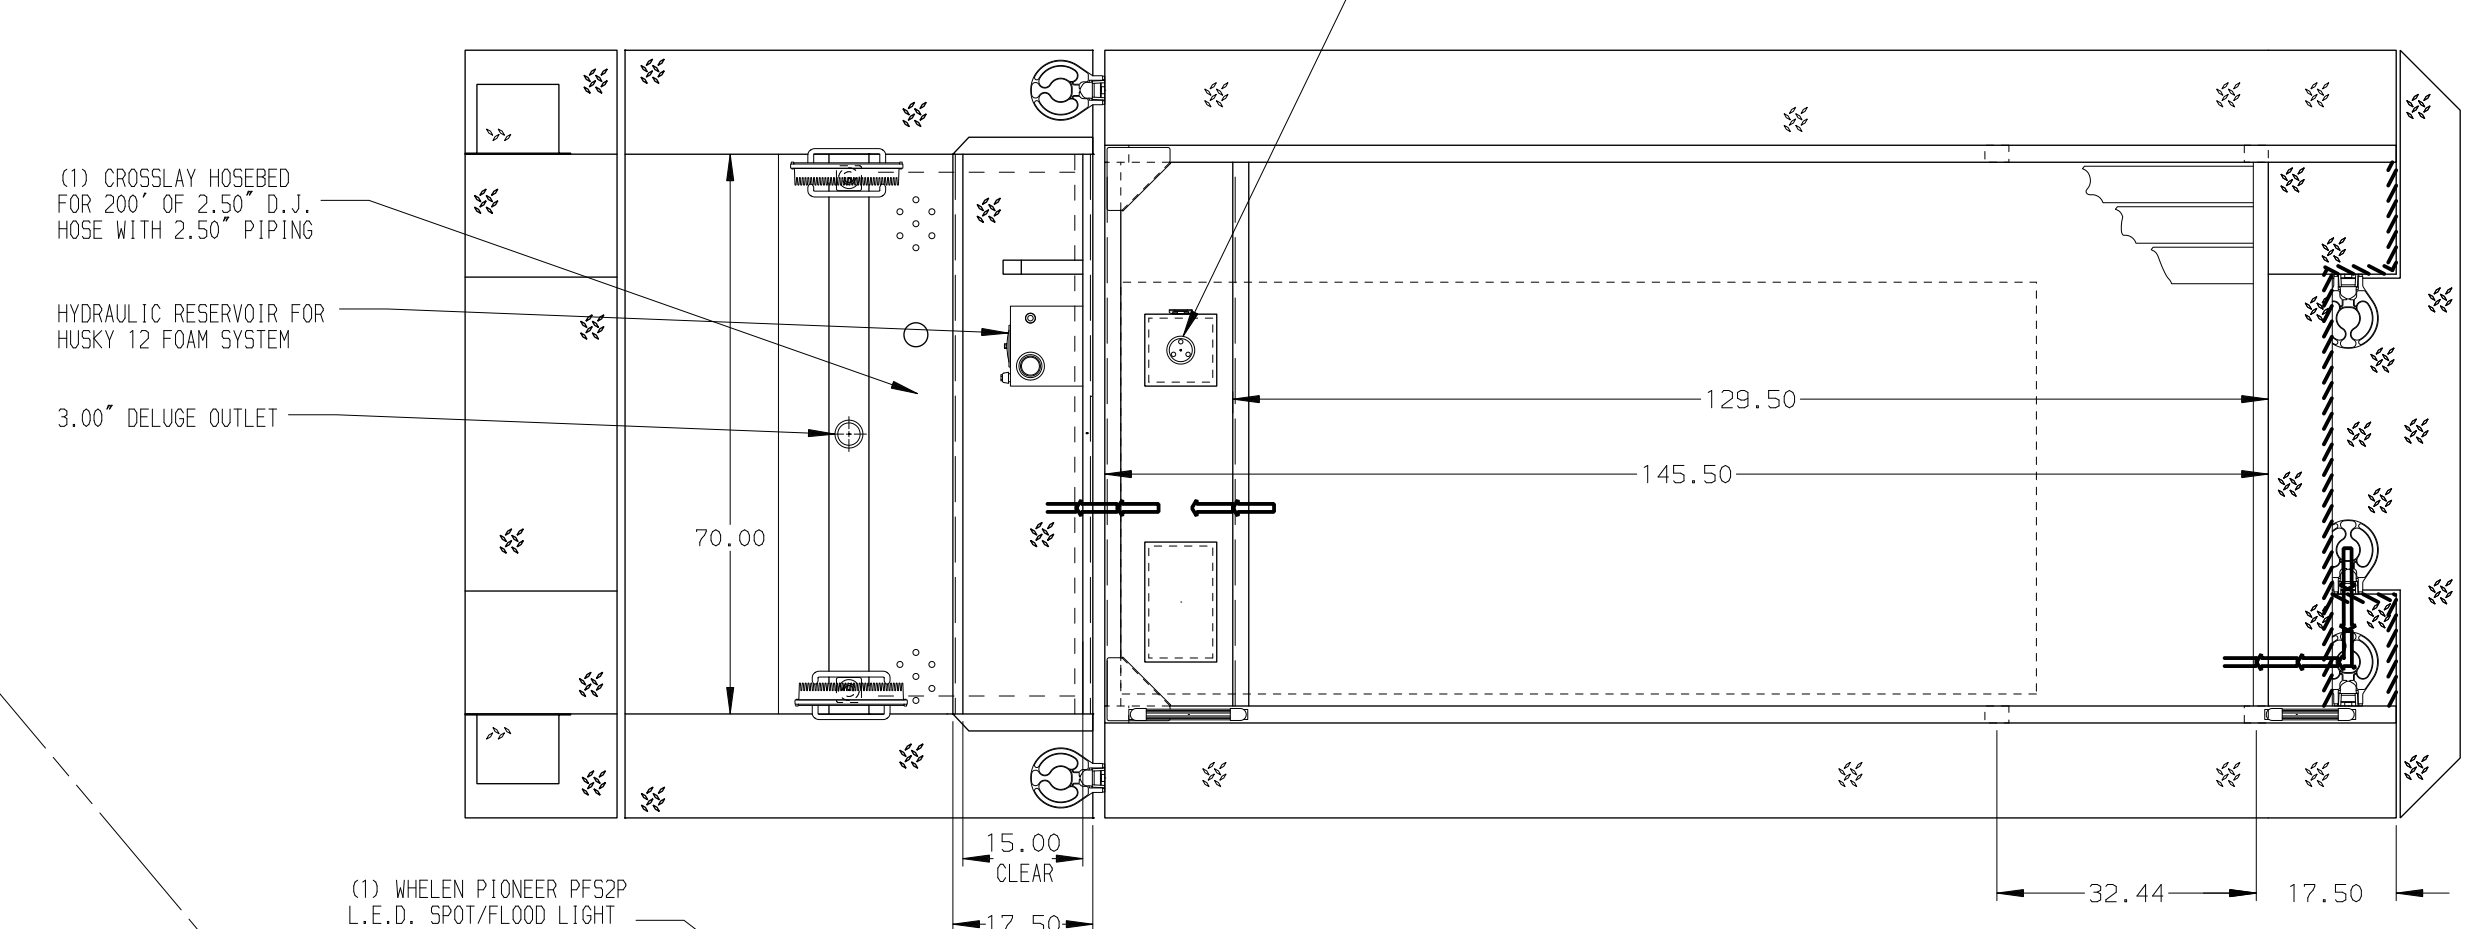 (1) CROSSLAY HOSEBED
FOR 200' OF 2.50" D.J.
HOSE WITH 2.50" PIPING
HYDRAULIC RESERVOIR FOR
HUSKY 12 FOAM SYSTEM
3.00" DELUGE OUTLET
129.50
145.50
70.00
15.00
CLEAR
17.50
32.44
17.50
(1) WHELEN PIONEER PFS2P
L.E.D. SPOT/FLOOD LIGHT